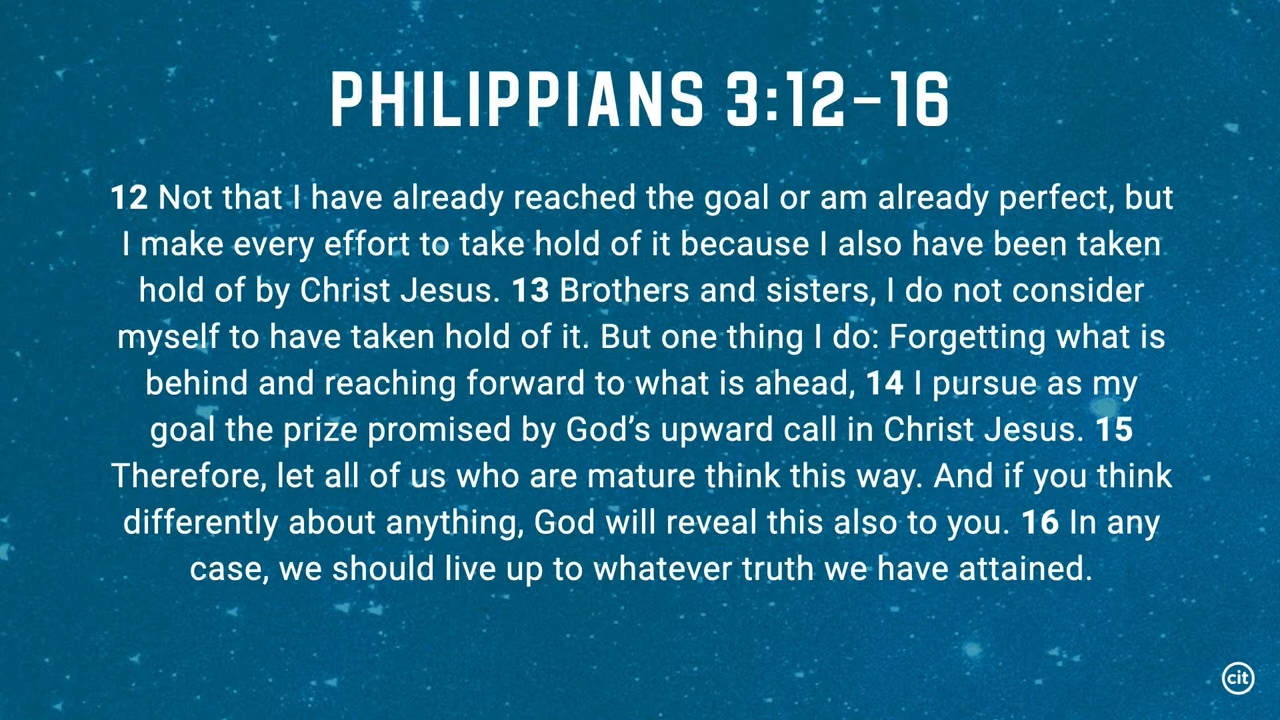 PHILIPPIANS 3:12–16
12 Not that I have already reached the goal or am already perfect, but
I make every effort to take hold of it because I also have been taken
hold of by Christ Jesus. 13 Brothers and sisters, I do not consider
myself to have taken hold of it. But one thing I do: Forgetting what is
behind and reaching forward to what is ahead, 14 I pursue as my
goal the prize promised by God’s upward call in Christ Jesus. 15
Therefore, let all of us who are mature think this way. And if you think
differently about anything, God will reveal this also to you. 16 In any
case, we should live up to whatever truth we have attained.
cit